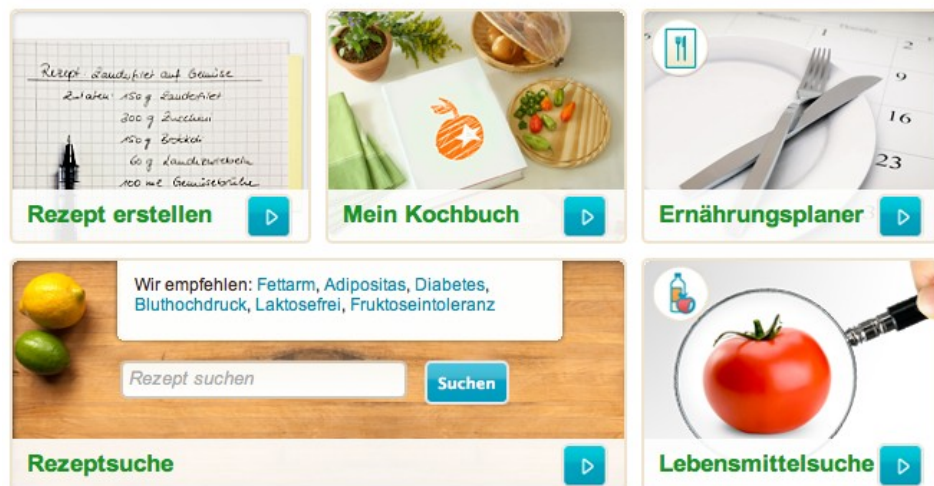 Rezept: Zanderfilet auf Gemüse
Zutaten: 150 g Zanderfilet
300 g Zucchini
150 g Brokkoli
60 g Lauchzwiebeln
100 ml Gemüsebrühe
Rezept erstellen
Mein Kochbuch
1
2
9
16
23
Ernährungsplaner
Wir empfehlen: Fettarm, Adipositas, Diabetes,
Bluthochdruck, Laktosefrei, Fruktoseintoleranz
Rezept suchen
Suchen
Rezeptsuche
Lebensmittelsuche